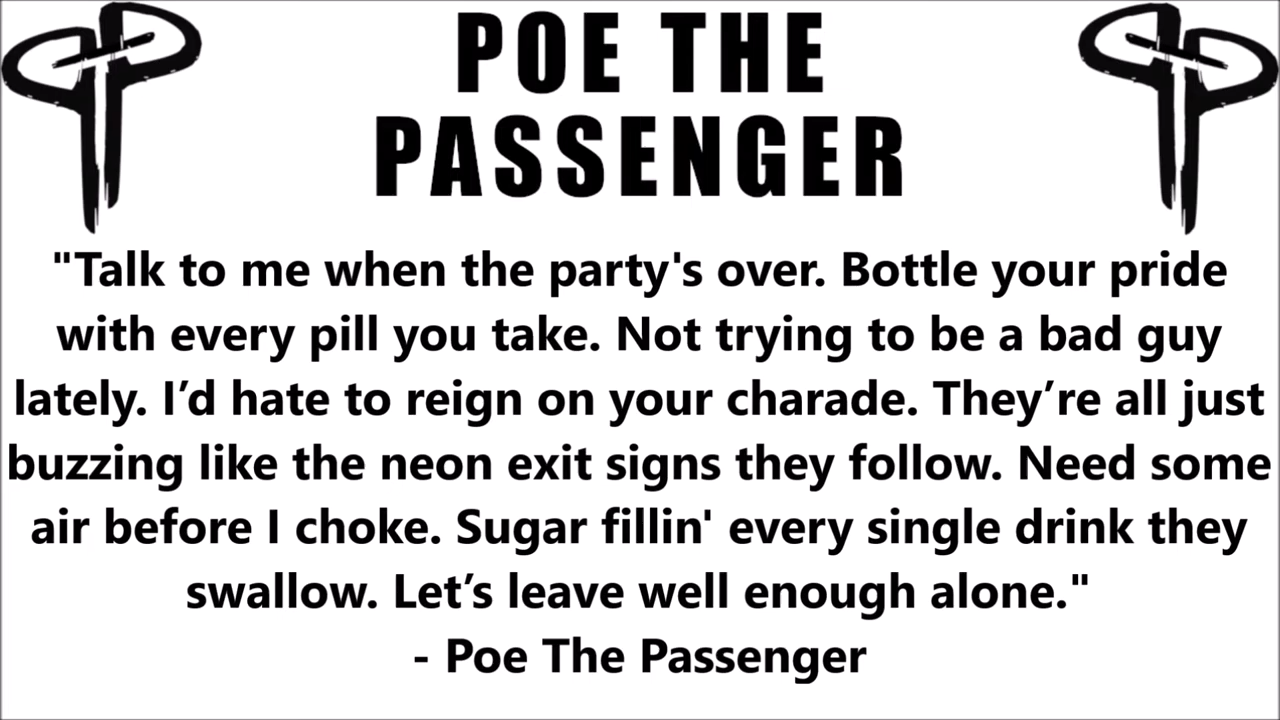 POE THE
PASSENGER
"Talk to me when the party's over. Bottle your pride
with every pill you take. Not trying to be a bad guy
lately. I’d hate to reign on your charade. They’re all just
buzzing like the neon exit signs they follow. Need some
air before I choke. Sugar fillin' every single drink they
swallow. Let’s leave well enough alone."
- Poe The Passenger